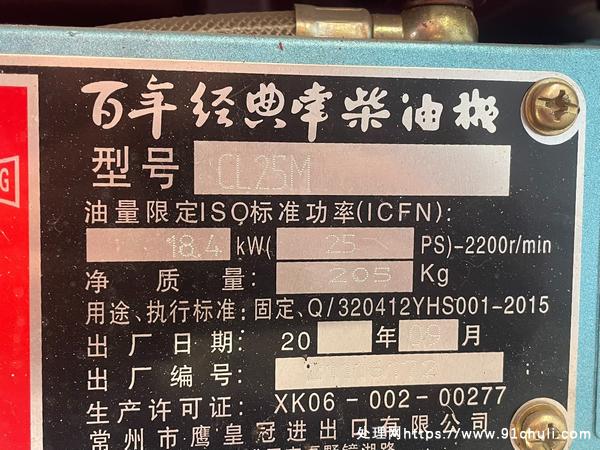 百年经典牌柴油机
型号 CL25M
油量限定ISO标准功率(ICFN):
18.4 kW( 25 PS)-2200r/min
净质量: 205 Kg
用途、执行标准: 固定、Q/320412YHS001-2015
出厂日期: 20 年 09 月
出厂编号:
生产许可证: XK06-002-00277
常州市鹰皇冠进出口有限公司
处理网https://www.91chuli.com/
G